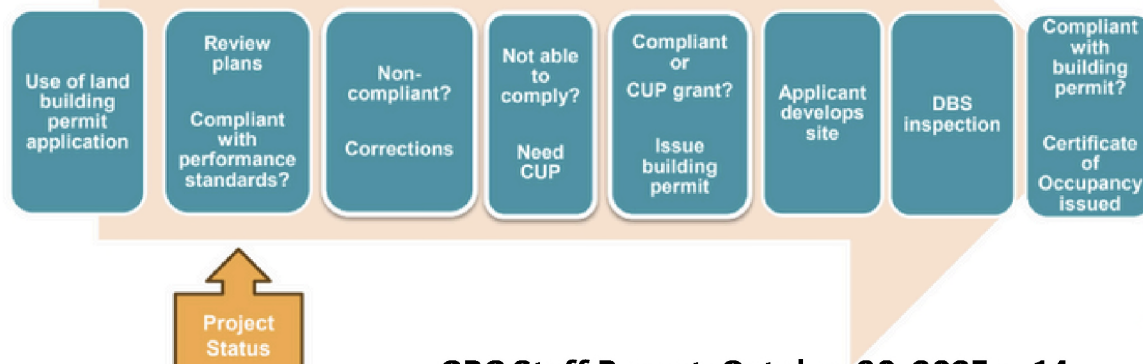 Use of land
building
permit
application
Review
plans
Compliant
with
performance
standards?
Non-
compliant?
Corrections
Not able
to
comply?
Need
CUP
Compliant
or
CUP grant?
Issue
building
permit
Applicant
develops
site
DBS
inspection
Compliant
with
building
permit?
Certificate
of
Occupancy
issued
Project
Status